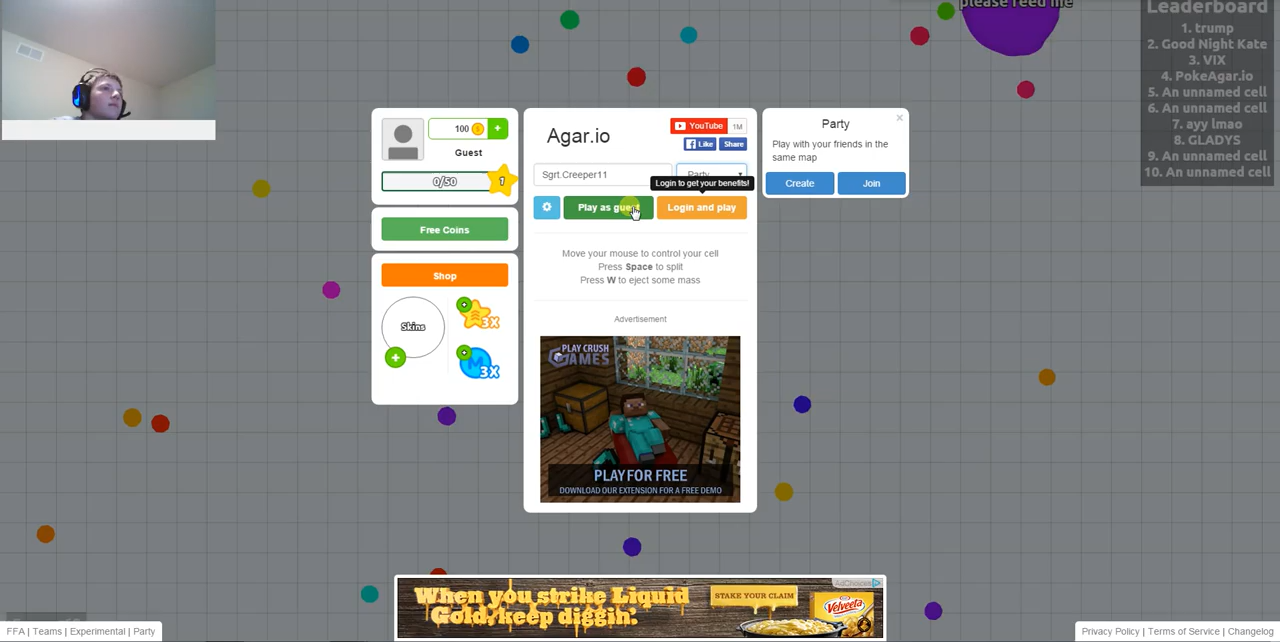 please feed me
Leaderboard
1. trump
2. Good Night Kate
3. VIX
4. PokeAgar.io
5. An unnamed cell
6. An unnamed cell
7. ayy lmao
8. GLADYS
9. An unnamed cell
10. An unnamed cell
100
+
Guest
0/50
1
Free Coins
Shop
Skins
3X
3X
Agar.io
YouTube 1M
Like Share
Sgrt.Creeper11
Party
Login to get your benefits!
Play as guest
Login and play
Move your mouse to control your cell
Press Space to split
Press W to eject some mass
Advertisement
PLAY CRUSH
GAMES
PLAY FOR FREE
DOWNLOAD OUR EXTENSION FOR A FREE DEMO
Party
×
Play with your friends in the
same map
Create
Join
When you strike Liquid
Gold, keep diggin'.
STAKE YOUR CLAIM
AdChoices
Velveeta
FFA | Teams | Experimental | Party
Privacy Policy | Terms of Service | Changelog